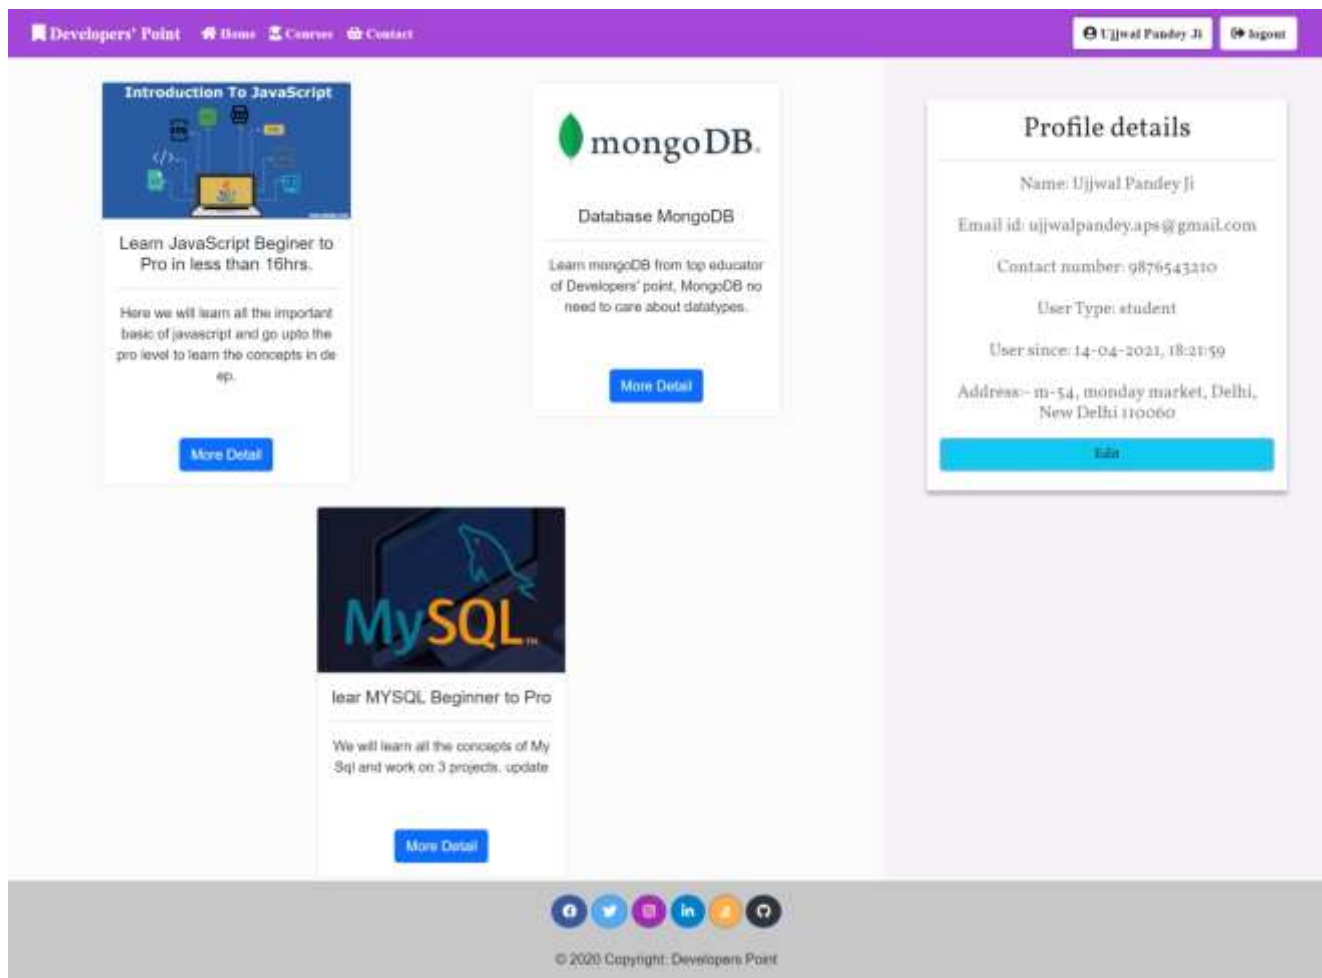 Developers' Point Home Courses Contact Ujjwal Pandey Ji logout
Introduction To JavaScript
Learn JavaScript Beginer to
Pro in less than 16hrs.
Here we will learn all the important
basic of javascript and go upto the
pro level to learn the concepts in de
ep.
More Detail
mongoDB.
Database MongoDB
Learn mongoDB from top educator
of Developers' point, MongoDB no
need to care about datatypes.
More Detail
MySQL™
lear MYSQL Beginner to Pro
We will learn all the concepts of My
Sql and work on 3 projects. update
More Detail
Profile details
Name: Ujjwal Pandey Ji
Email id: ujjwalpandey.aps@gmail.com
Contact number: 9876543210
User Type: student
User since: 14-04-2021, 18:21:59
Address:- m-54, monday market, Delhi,
New Delhi 110060
Edit
© 2020 Copyright: Developers Point